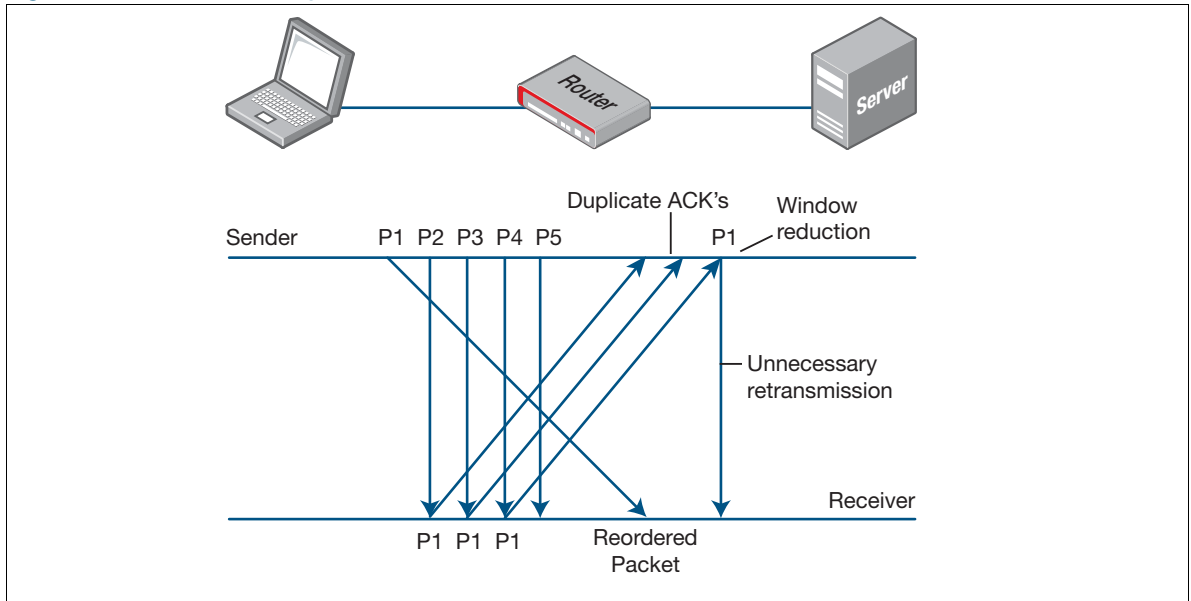 Router
Server
Duplicate ACK's
Window
reduction
Sender
P1 P2 P3 P4 P5
P1
Unnecessary
retransmission
Receiver
P1 P1 P1
Reordered
Packet